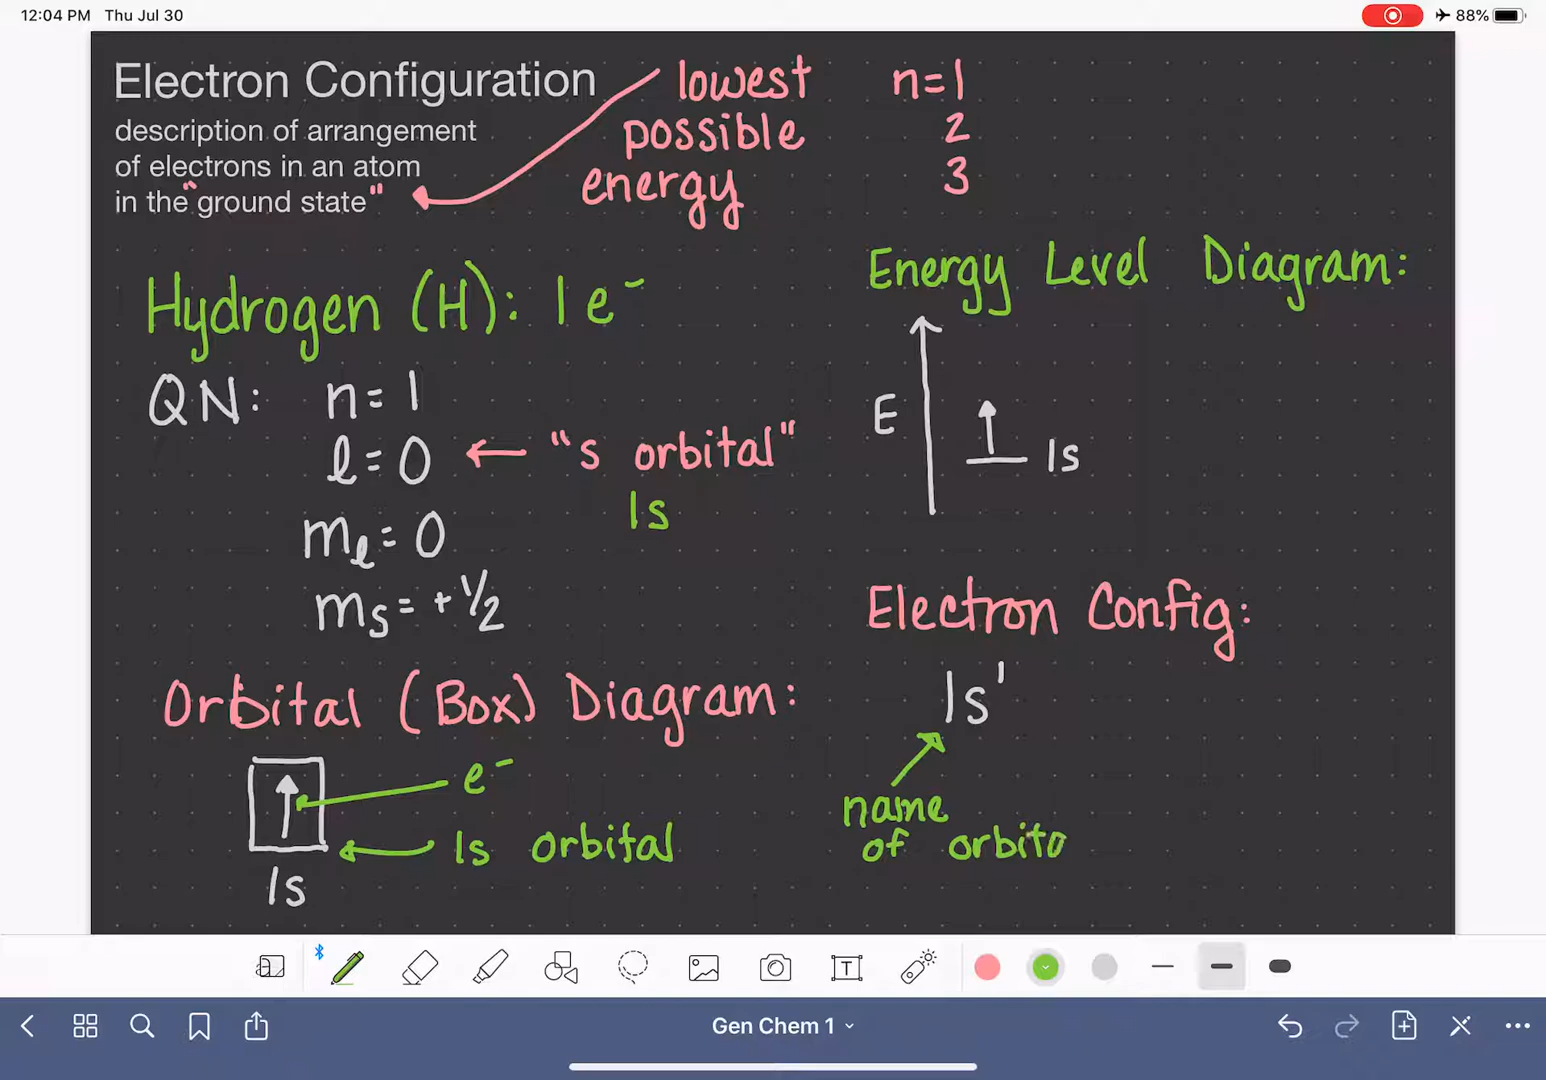 12:04 PM Thu Jul 30
88%
Electron Configuration
description of arrangement
of electrons in an atom
in the "ground state"
lowest
possible
energy
n=1
2
3
Hydrogen (H): 1 e⁻
QN: n=1
l=0 ← "s orbital"
1s
mₗ=0
mₛ=+1/2
Orbital (Box) Diagram:
e⁻
1s orbital
1s
Energy Level Diagram:
E
1s
Electron Config:
1s¹
name
of orbita
T
Gen Chem 1